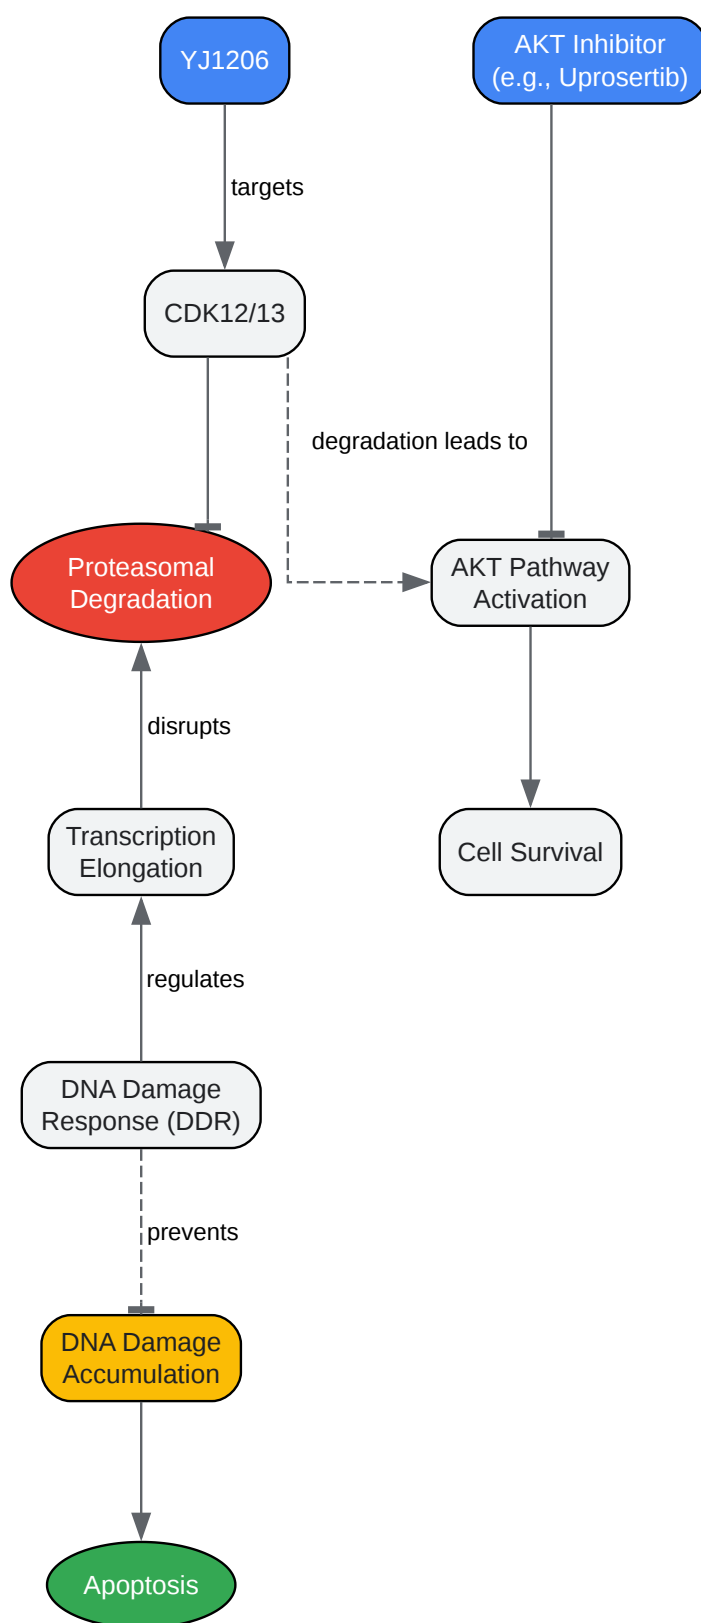 YJ1206
AKT Inhibitor
(e.g., Uprosertib)
targets
CDK12/13
degradation leads to
Proteasomal
Degradation
AKT Pathway
Activation
disrupts
Transcription
Elongation
Cell Survival
regulates
DNA Damage
Response (DDR)
prevents
DNA Damage
Accumulation
Apoptosis